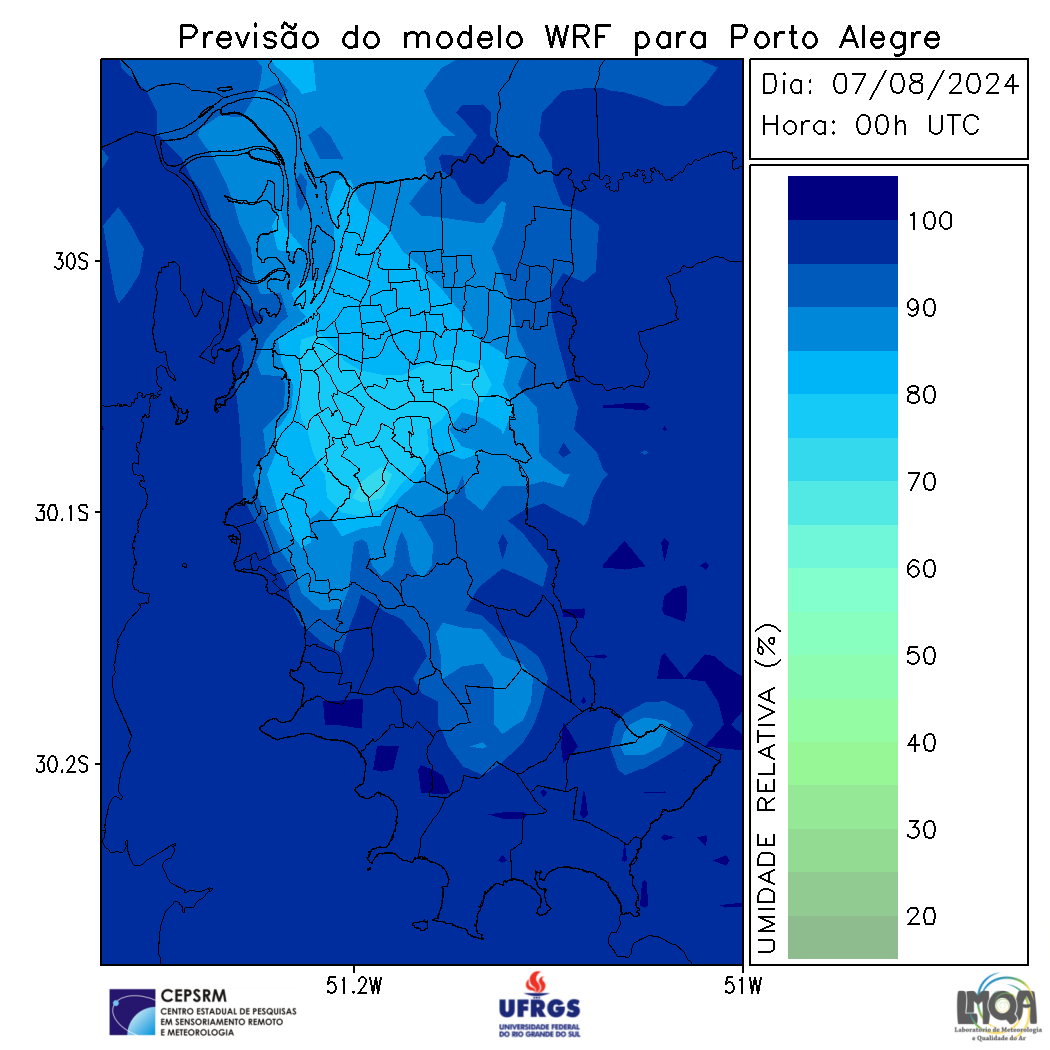 Previsão do modelo WRF para Porto Alegre
Dia: 07/08/2024
Hora: 00h UTC
30S
30.1S
30.2S
51.2W
51W
100
90
80
70
60
50
40
30
20
UMIDADE RELATIVA (%)
CEPSRM
CENTRO ESTADUAL DE PESQUISAS
EM SENSORIAMENTO REMOTO
E METEOROLOGIA
UFRGS
UNIVERSIDADE FEDERAL
DO RIO GRANDE DO SUL
LMQA
Laboratório de Meteorologia
e Qualidade do Ar